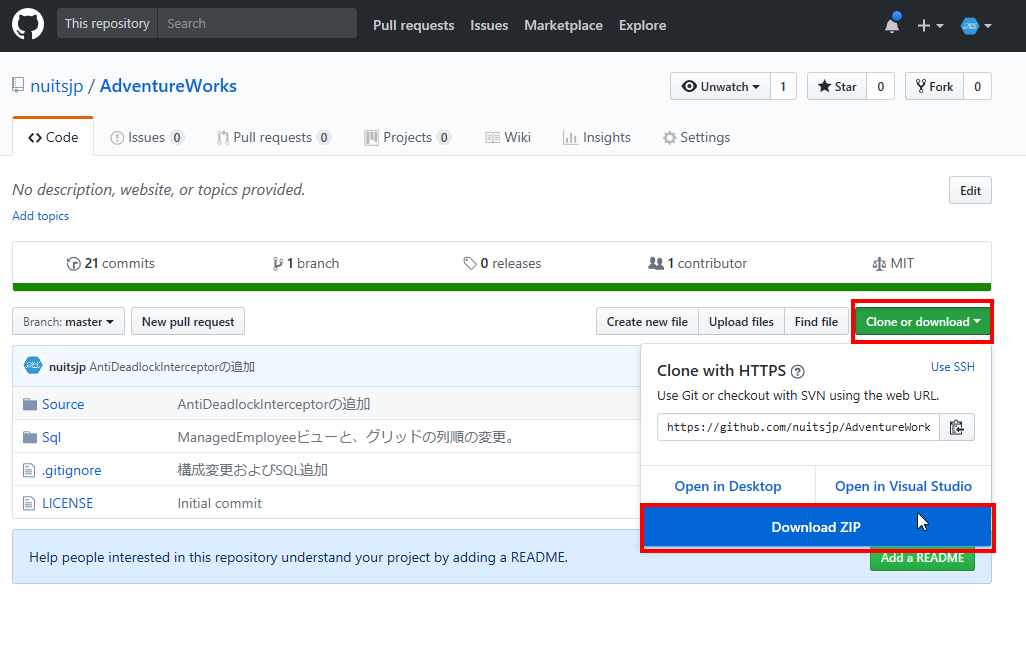 This repository Search Pull requests Issues Marketplace Explore
nuitsjp / AdventureWorks Unwatch 1 Star 0 Fork 0
Code Issues 0 Pull requests 0 Projects 0 Wiki Insights Settings
No description, website, or topics provided. Edit
Add topics
21 commits 1 branch 0 releases 1 contributor MIT
Branch: master New pull request Create new file Upload files Find file Clone or download
nuitsjp AntiDeadlockInterceptorの追加
Source AntiDeadlockInterceptorの追加
Sql ManagedEmployeeビューと、グリッドの列順の変更。
.gitignore 構成変更およびSQL追加
LICENSE Initial commit
Clone with HTTPS ? Use SSH
Use Git or checkout with SVN using the web URL.
https://github.com/nuitsjp/AdventureWork
Open in Desktop Open in Visual Studio
Download ZIP
Help people interested in this repository understand your project by adding a README. Add a README